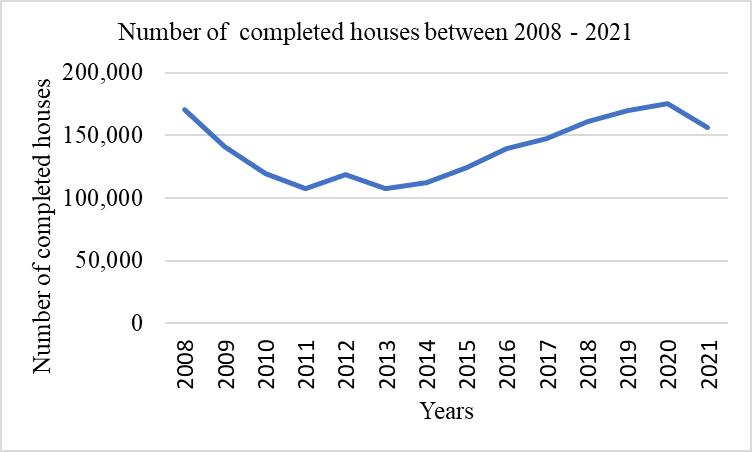 Number of  completed houses between 2008 - 2021
Number of completed houses
200,000
150,000
100,000
50,000
0
2008 2009 2010 2011 2012 2013 2014 2015 2016 2017 2018 2019 2020 2021
Years